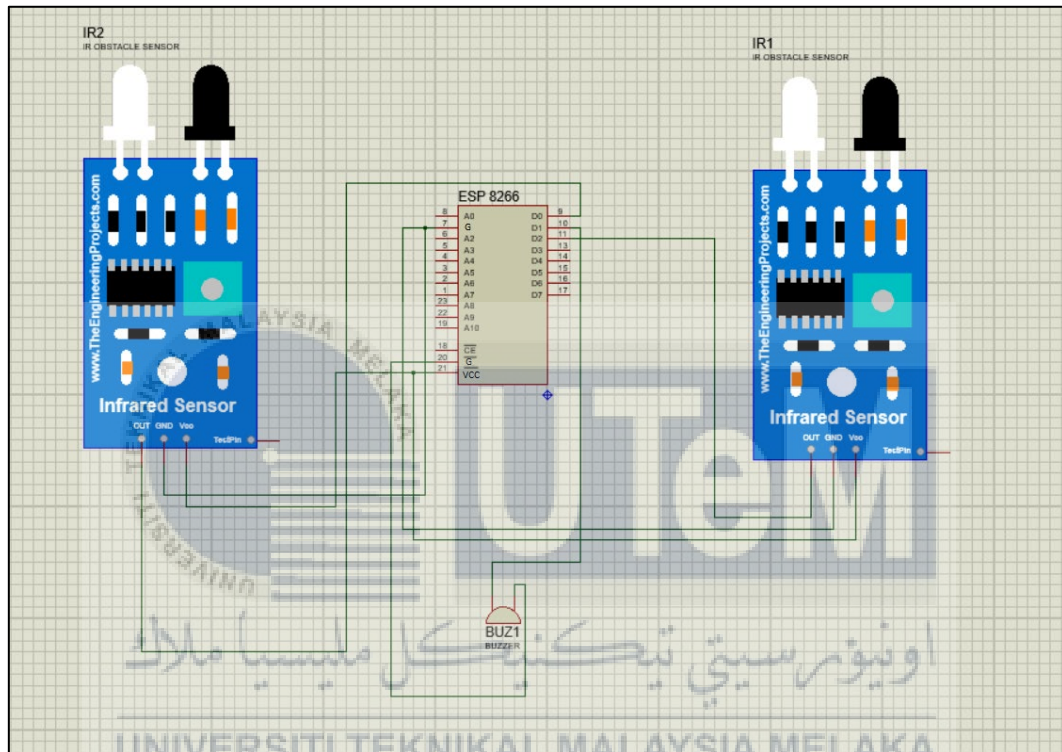 IR2
IR OBSTACLE SENSOR
IR1
IR OBSTACLE SENSOR
www.TheEngineeringProjects.com
Infrared Sensor
OUT GND Vcc TestPin
ESP 8266
8 A0 D0 9
7 G D1 10
6 A2 D2 11
5 A3 D3 13
4 A4 D4 14
3 A5 D5 15
2 A6 D6 16
1 A7 D7 17
23 A8
22 A9
19 A10
18 CE
20 G
21 VCC
www.TheEngineeringProjects.com
Infrared Sensor
OUT GND Vcc TestPin
BUZ1
BUZZER
UNIVERSITI TEKNIKAL MALAYSIA MELAKA
UTeM
اونيۏرسيتي تيكنيكل مليسيا ملاك
UNIVERSITI TEKNIKAL MALAYSIA MELAKA